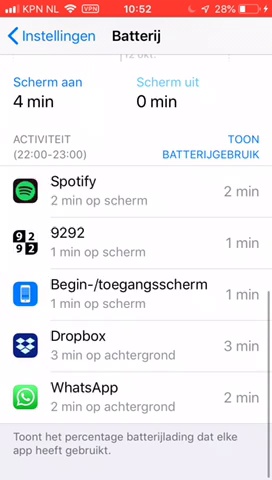 KPN NL VPN 10:52 28%
Instellingen Batterij
12 okt.
Scherm aan Scherm uit
4 min 0 min
ACTIVITEIT TOON
(22:00-23:00) BATTERIJGEBRUIK
Spotify
2 min op scherm 2 min
9292
1 min op scherm 1 min
Begin-/toegangsscherm
1 min op scherm 1 min
Dropbox
3 min op achtergrond 3 min
WhatsApp
2 min op achtergrond 2 min
Toont het percentage batterijlading dat elke
app heeft gebruikt.